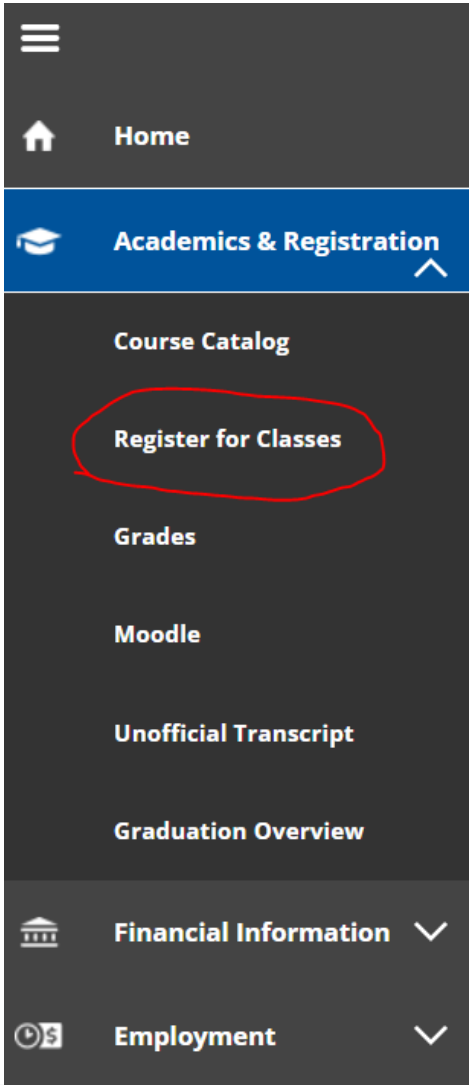 Home
Academics & Registration
Course Catalog
Register for Classes
Grades
Moodle
Unofficial Transcript
Graduation Overview
Financial Information
Employment